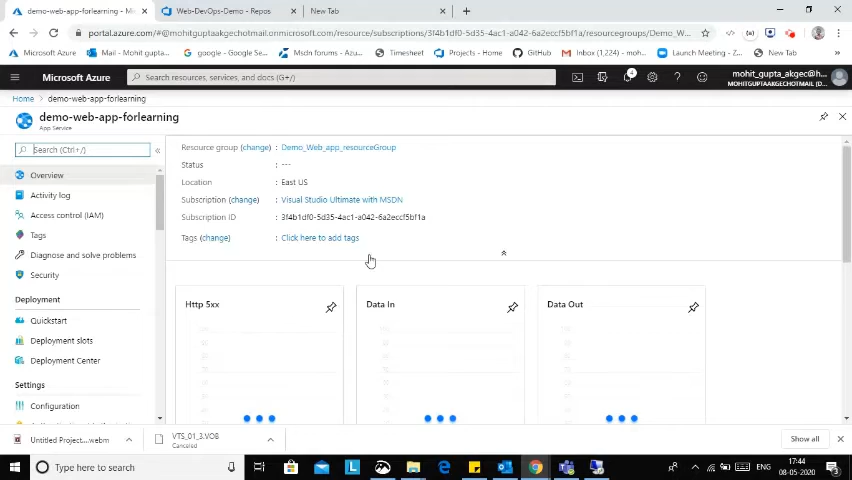 demo-web-app-forlearning - Mic
Web-DevOps-Demo - Repos
New Tab
portal.azure.com/#@mohitguptaakgechotmail.onmicrosoft.com/resource/subscriptions/3f4b1df0-5d35-4ac1-a042-6a2eccf5bf1a/resourcegroups/Demo_W...
Microsoft Azure
Mail - Mohit gupta...
google - Google Se...
Msdn forums - Az...
Timesheet
Projects - Home
GitHub
Inbox (1,224) - moh...
Launch Meeting - Z...
New Tab
Microsoft Azure
Search resources, services, and docs (G+/)
4
mohit_gupta_akgec@h...
MOHITGUPTAAKGECHOTMAIL (D...
Home > demo-web-app-forlearning
demo-web-app-forlearning
App Service
Search (Ctrl+/)
Overview
Activity log
Access control (IAM)
Tags
Diagnose and solve problems
Security
Deployment
Quickstart
Deployment slots
Deployment Center
Settings
Configuration
Resource group (change) : Demo_Web_app_resourceGroup
Status : ---
Location : East US
Subscription (change) : Visual Studio Ultimate with MSDN
Subscription ID : 3f4b1df0-5d35-4ac1-a042-6a2eccf5bf1a
Tags (change) : Click here to add tags
Http 5xx
Data In
Data Out
Untitled Project....webm
VTS_01_3.VOB
Canceled
Show all
Type here to search
ENG
17:44
08-05-2020
3